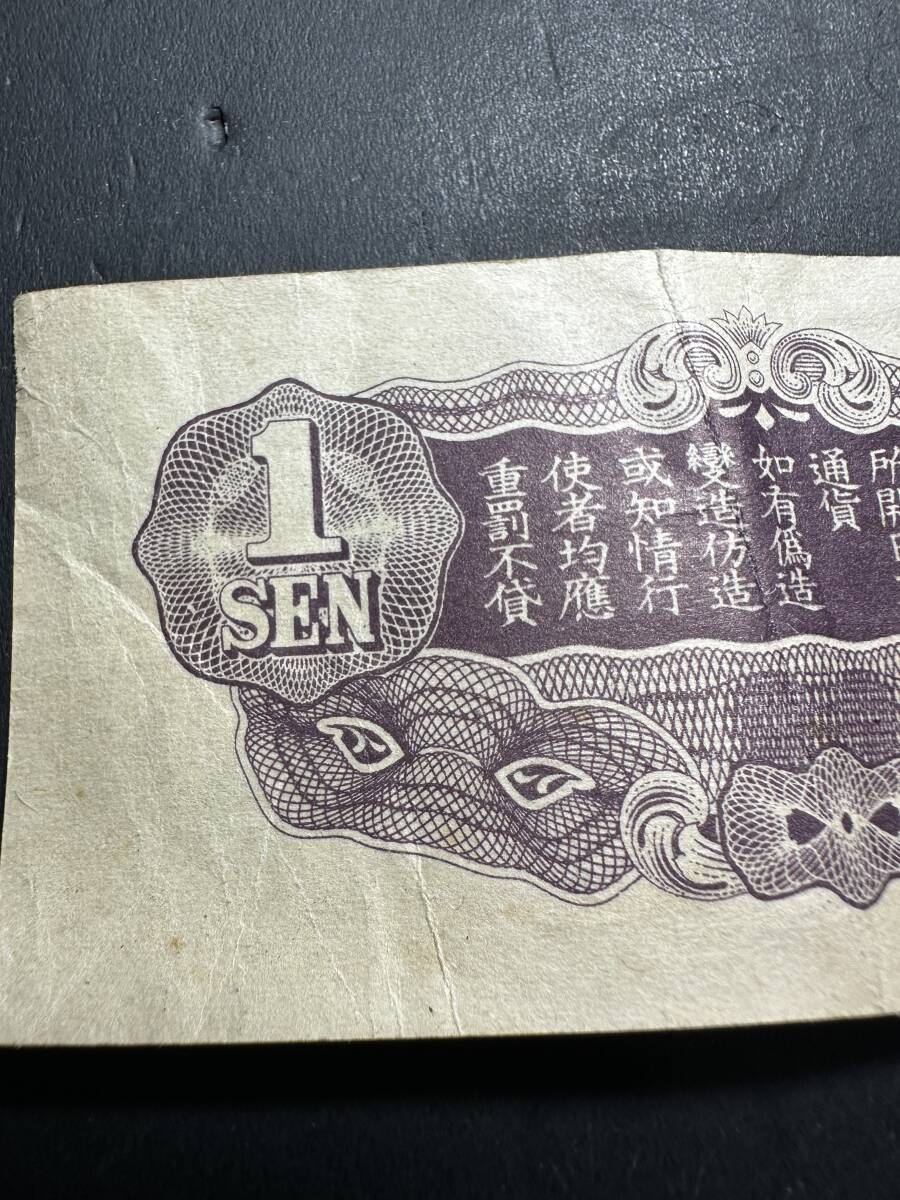 1
SEN
通貨
如有偽造
變造仿造
或知情行
使者均應
重罰不貸